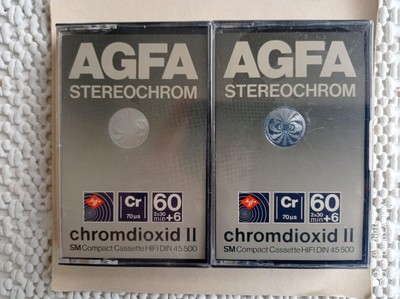 AGFA
STEREOCHROM
Cr
70µs
60
2x30
min +6
chromdioxid II
SM Compact Cassette HIFI DIN 45 500
AGFA
STEREOCHROM
Cr
70µs
60
2x30
min +6
chromdioxid II
SM Compact Cassette HIFI DIN 45 500